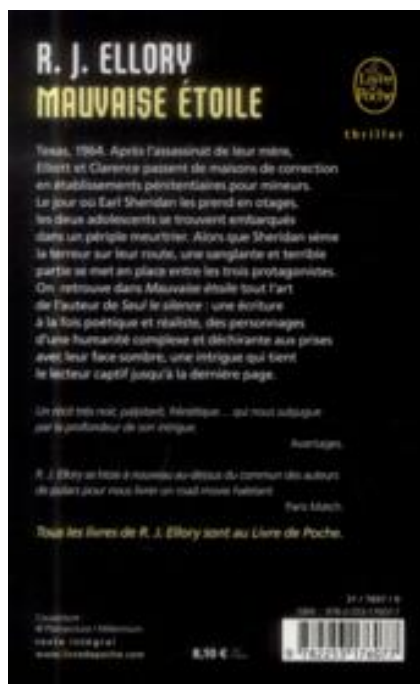 R. J. ELLORY
MAUVAISE ÉTOILE
Le Livre de Poche
thriller
Texas, 1964. Après l'assassinat de leur mère,
Elliott et Clarence passent de maisons de correction
en établissements pénitentiaires pour mineurs.
Le jour où Earl Sheridan les prend en otages,
les deux adolescents se trouvent embarqués
dans un périple meurtrier. Alors que Sheridan sème
la terreur sur leur route, une sanglante et terrible
partie se met en place entre les trois protagonistes.
On retrouve dans Mauvaise étoile tout l'art
de l'auteur de Seul le silence : une écriture
à la fois poétique et réaliste, des personnages
d'une humanité complexe et déchirante aux prises
avec leur face sombre, une intrigue qui tient
le lecteur captif jusqu'à la dernière page.
Un récit très noir, palpitant, frénétique... qui nous subjugue
par la profondeur de son intrigue.
Avantages.
R. J. Ellory se hisse à nouveau au-dessus du commun des auteurs
de polars pour nous livrer un road movie haletant.
Paris Match.
Tous les livres de R. J. Ellory sont au Livre de Poche.
Couverture :
texte intégral
www.livredepoche.com
8,10 €